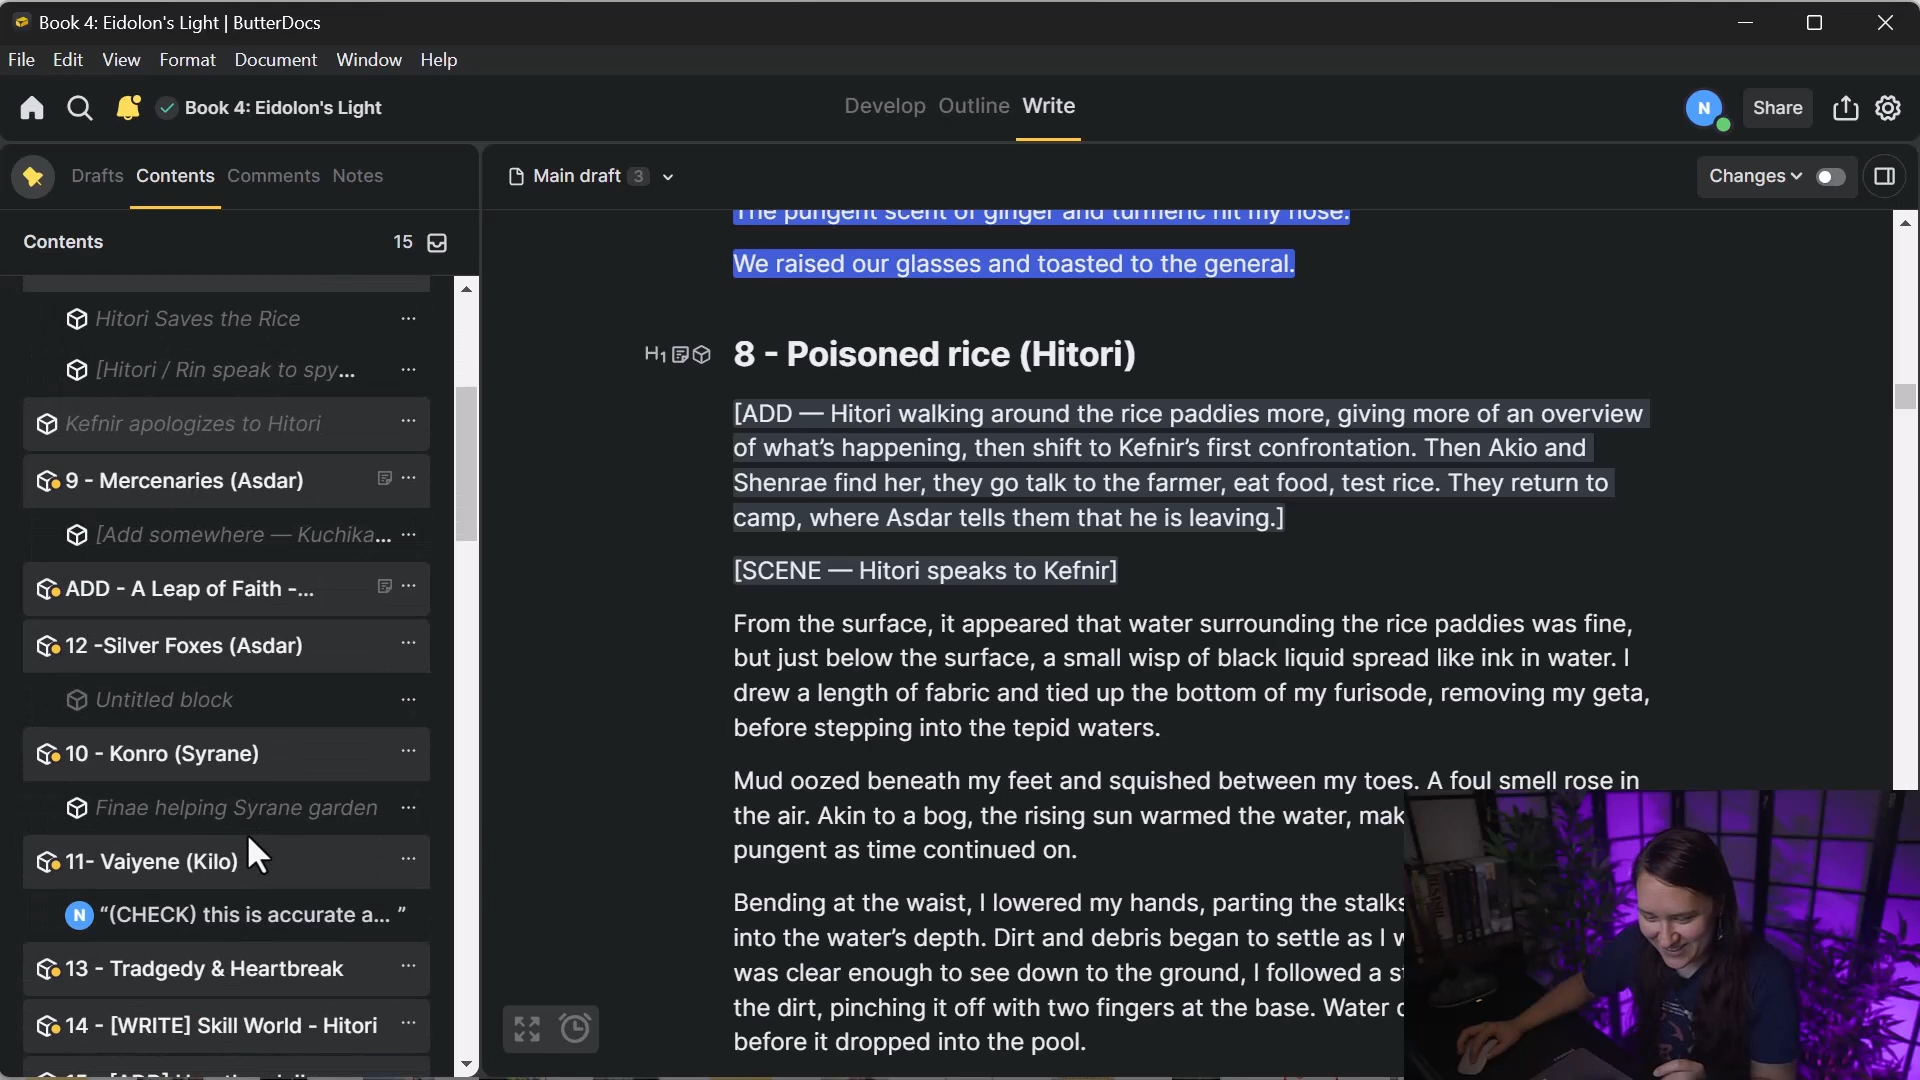 Book 4: Eidolon's Light | ButterDocs
File Edit View Format Document Window Help
Book 4: Eidolon's Light
Develop Outline Write
N
Share
Drafts Contents Comments Notes
Main draft 3
Changes
Contents
15
Hitori Saves the Rice
[Hitori / Rin speak to spy...
Kefnir apologizes to Hitori
9 - Mercenaries (Asdar)
[Add somewhere — Kuchika...
ADD - A Leap of Faith -...
12 -Silver Foxes (Asdar)
Untitled block
10 - Konro (Syrane)
Finae helping Syrane garden
11- Vaiyene (Kilo)
N “(CHECK) this is accurate a... ”
13 - Tradgedy & Heartbreak
14 - [WRITE] Skill World - Hitori
The pungent scent of ginger and turmeric hit my nose.
We raised our glasses and toasted to the general.
H1
8 - Poisoned rice (Hitori)
[ADD — Hitori walking around the rice paddies more, giving more of an overview
of what’s happening, then shift to Kefnir’s first confrontation. Then Akio and
Shenrae find her, they go talk to the farmer, eat food, test rice. They return to
camp, where Asdar tells them that he is leaving.]
[SCENE — Hitori speaks to Kefnir]
From the surface, it appeared that water surrounding the rice paddies was fine,
but just below the surface, a small wisp of black liquid spread like ink in water. I
drew a length of fabric and tied up the bottom of my furisode, removing my geta,
before stepping into the tepid waters.
Mud oozed beneath my feet and squished between my toes. A foul smell rose in
the air. Akin to a bog, the rising sun warmed the water, mak
pungent as time continued on.
Bending at the waist, I lowered my hands, parting the stalks
into the water’s depth. Dirt and debris began to settle as I
was clear enough to see down to the ground, I followed a
the dirt, pinching it off with two fingers at the base. Water
before it dropped into the pool.